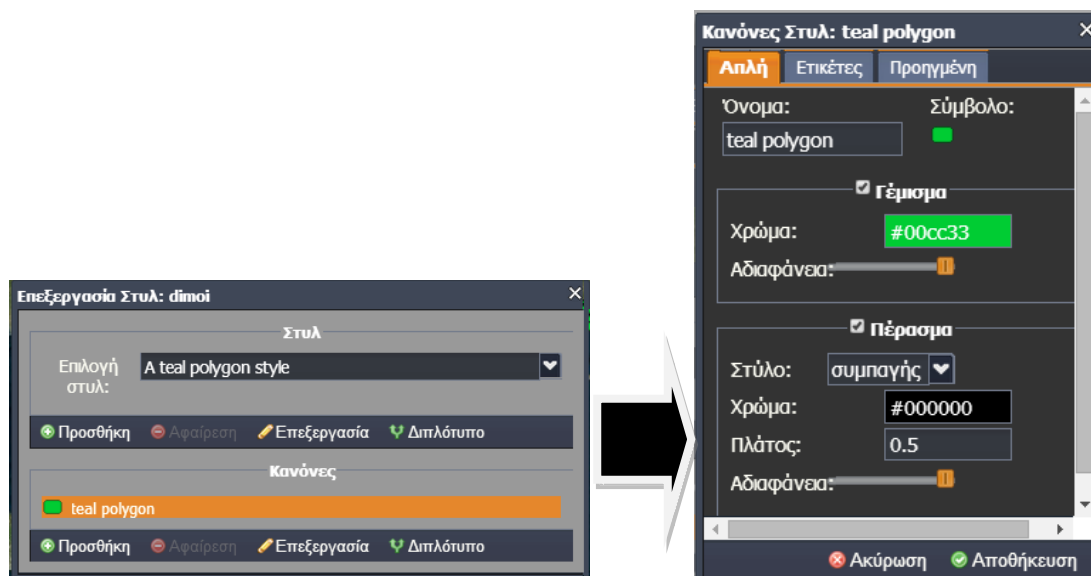 Επεξεργασία Στυλ: dimoi
Στυλ
Επιλογή στυλ:
A teal polygon style
Προσθήκη Αφαίρεση Επεξεργασία Διπλότυπο
Κανόνες
teal polygon
Προσθήκη Αφαίρεση Επεξεργασία Διπλότυπο
Κανόνες Στυλ: teal polygon
Απλή Ετικέτες Προηγμένη
Όνομα: Σύμβολο:
teal polygon
Γέμισμα
Χρώμα: #00cc33
Αδιαφάνεια:
Πέρασμα
Στύλο: συμπαγής
Χρώμα: #000000
Πλάτος: 0.5
Αδιαφάνεια:
Ακύρωση Αποθήκευση